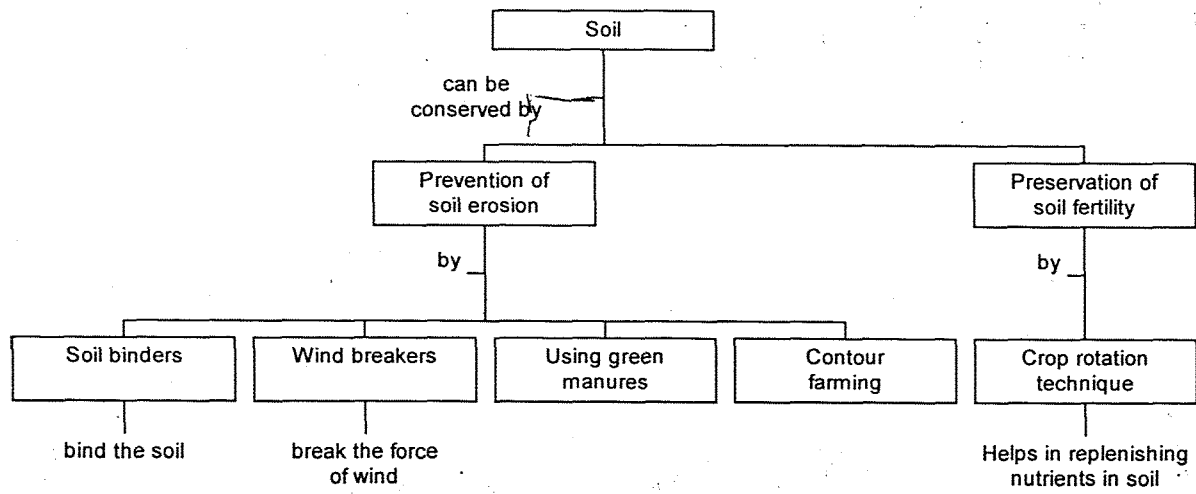 Soil
can be
conserved by
Prevention of
soil erosion
Preservation of
soil fertility
by
by
Soil binders
Wind breakers
Using green
manures
Contour
farming
Crop rotation
technique
bind the soil
break the force
of wind
Helps in replenishing
nutrients in soil